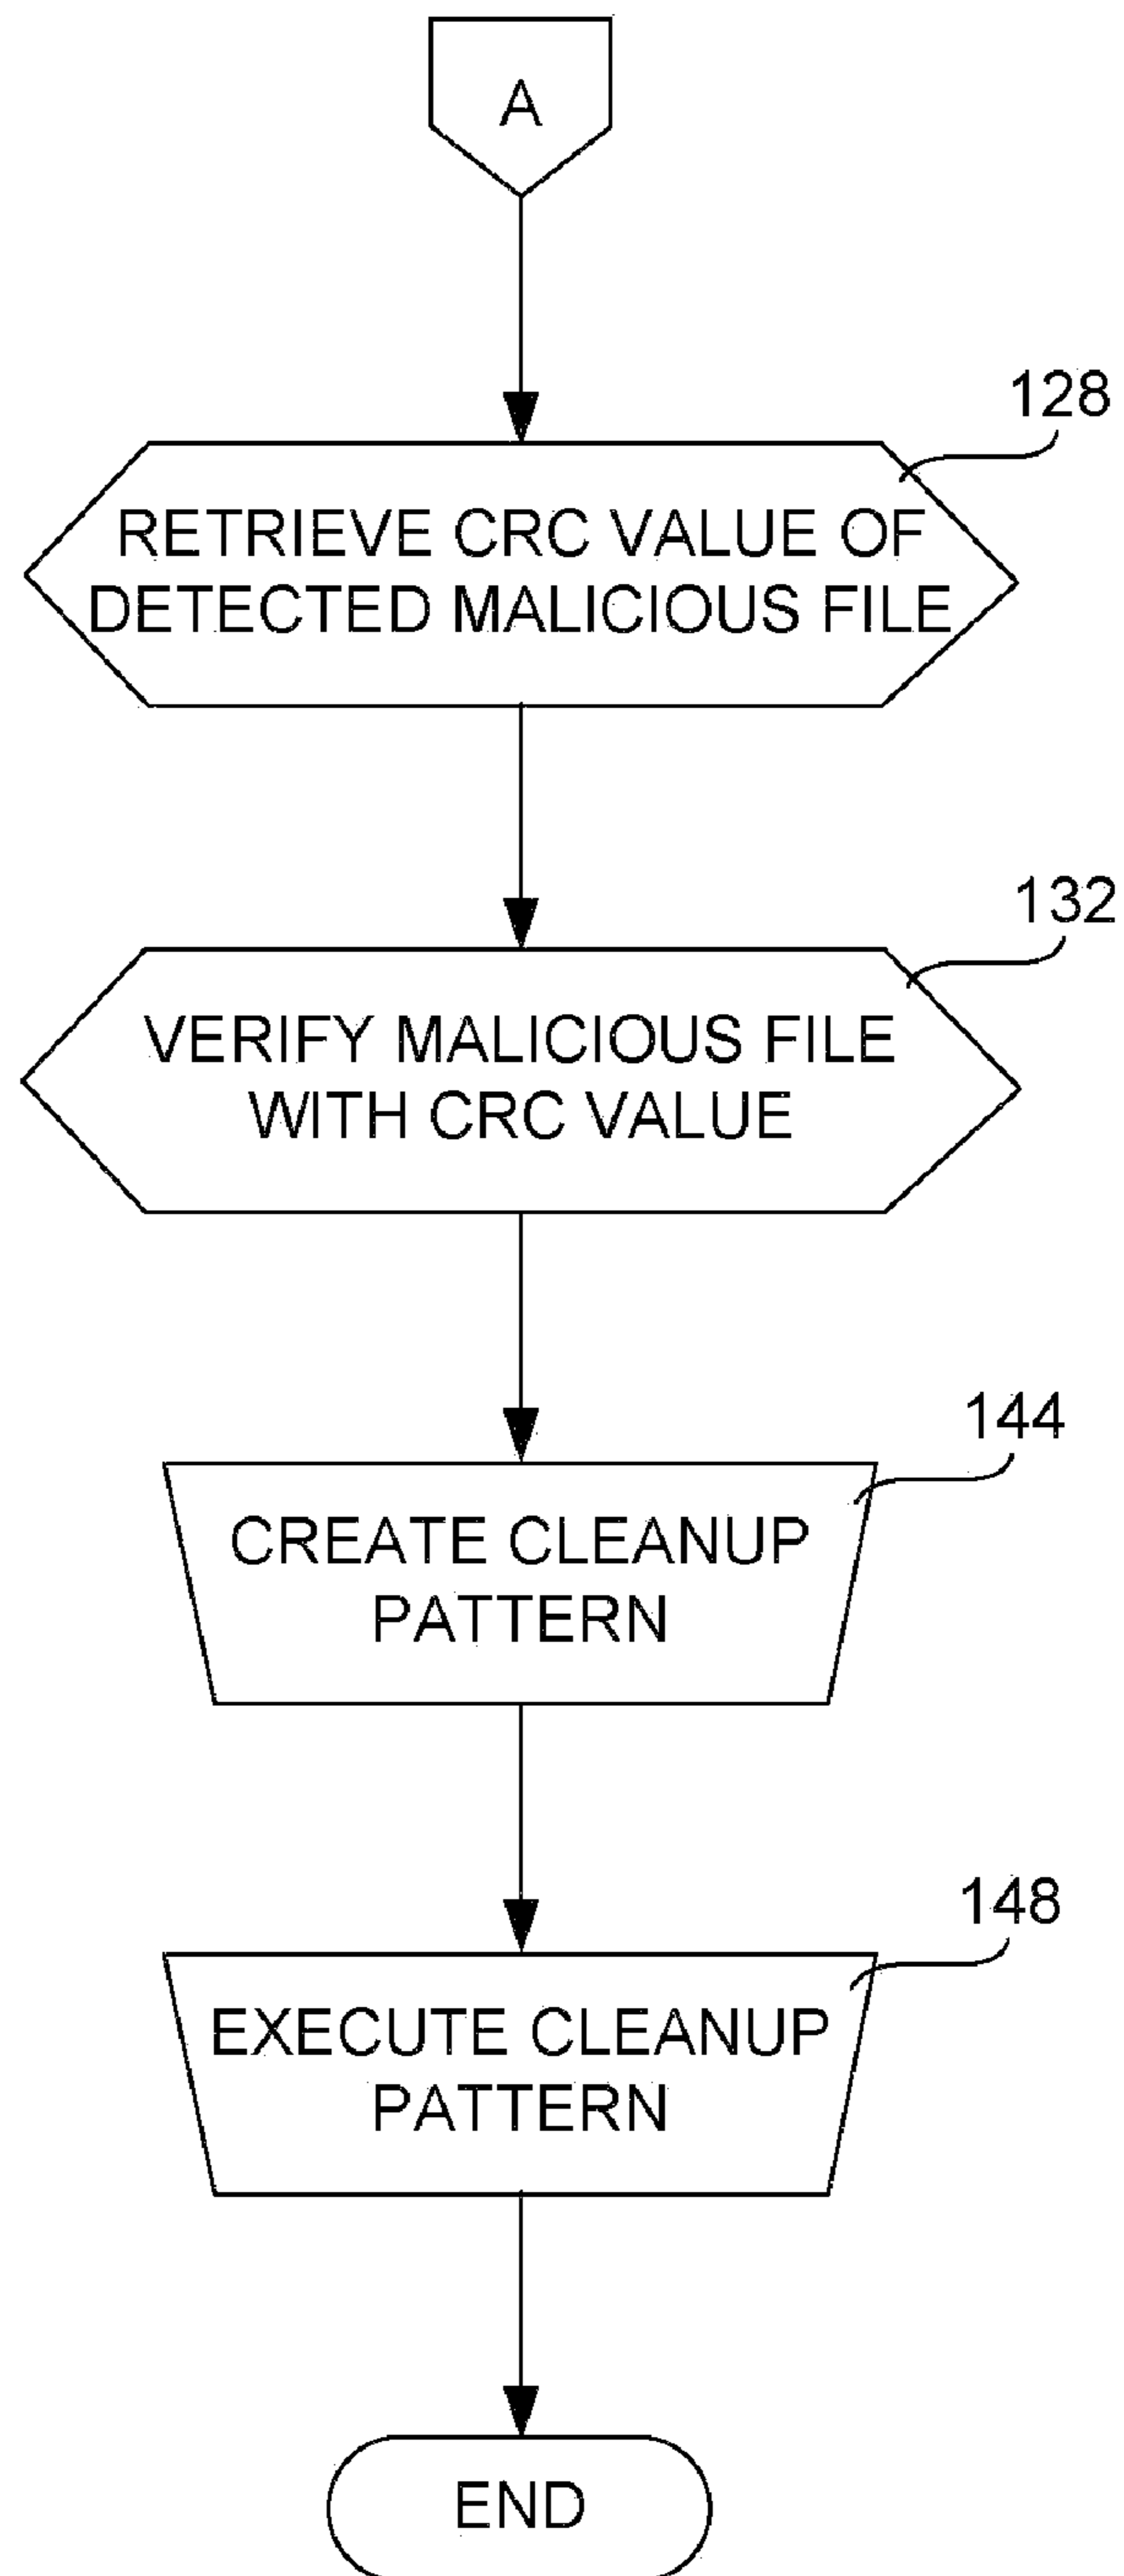 A
128
RETRIEVE CRC VALUE OF
DETECTED MALICIOUS FILE
132
VERIFY MALICIOUS FILE
WITH CRC VALUE
144
CREATE CLEANUP
PATTERN
148
EXECUTE CLEANUP
PATTERN
END